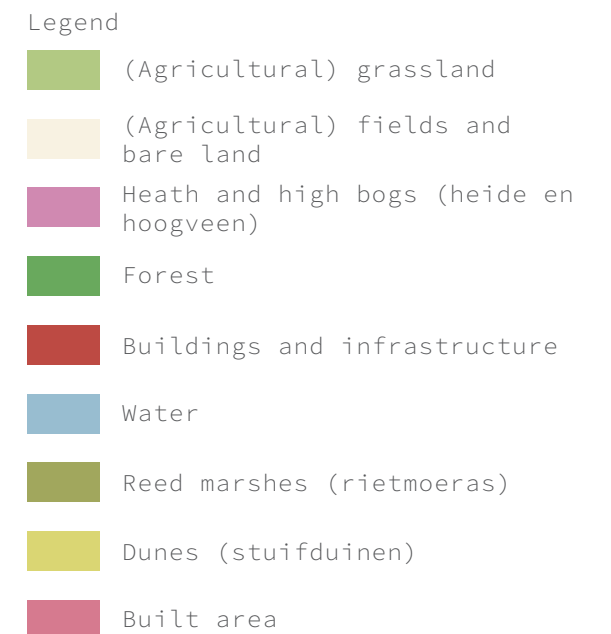 Legend
(Agricultural) grassland
(Agricultural) fields and
bare land
Heath and high bogs (heide en
hoogveen)
Forest
Buildings and infrastructure
Water
Reed marshes (rietmoeras)
Dunes (stuifduinen)
Built area